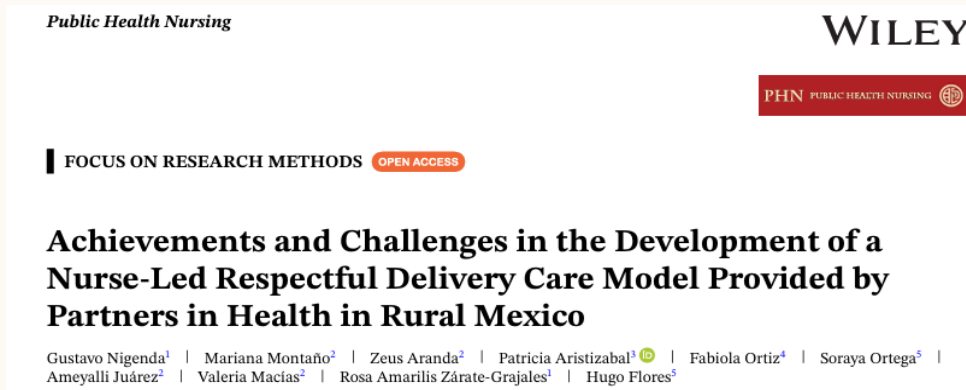 Public Health Nursing
WILEY
PHN PUBLIC HEALTH NURSING
FOCUS ON RESEARCH METHODS OPEN ACCESS
Achievements and Challenges in the Development of a
Nurse-Led Respectful Delivery Care Model Provided by
Partners in Health in Rural Mexico
Gustavo Nigenda1 | Mariana Montaño2 | Zeus Aranda2 | Patricia Aristizabal3 iD | Fabiola Ortiz4 | Soraya Ortega5 |
Ameyalli Juárez2 | Valeria Macías2 | Rosa Amarilis Zárate-Grajales1 | Hugo Flores5